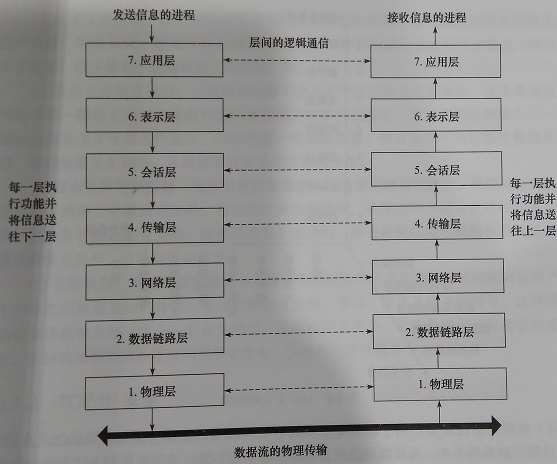 发送信息的进程
接收信息的进程
层间的逻辑通信
7. 应用层
7. 应用层
6. 表示层
6. 表示层
5. 会话层
5. 会话层
每一层执
行功能并
将信息送
往下一层
4. 传输层
4. 传输层
每一层执
行功能并
将信息送
往上一层
3. 网络层
3. 网络层
2. 数据链路层
2. 数据链路层
1. 物理层
1. 物理层
数据流的物理传输